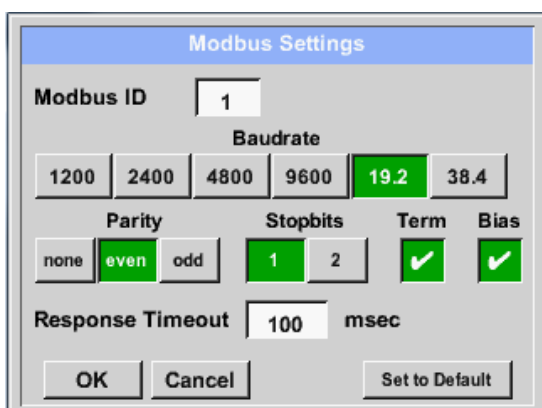 Modbus Settings
Modbus ID 1
Baudrate
1200 2400 4800 9600 19.2 38.4
Parity Stopbits Term Bias
none even odd 1 2 ✔ ✔
Response Timeout 100 msec
OK Cancel Set to Default